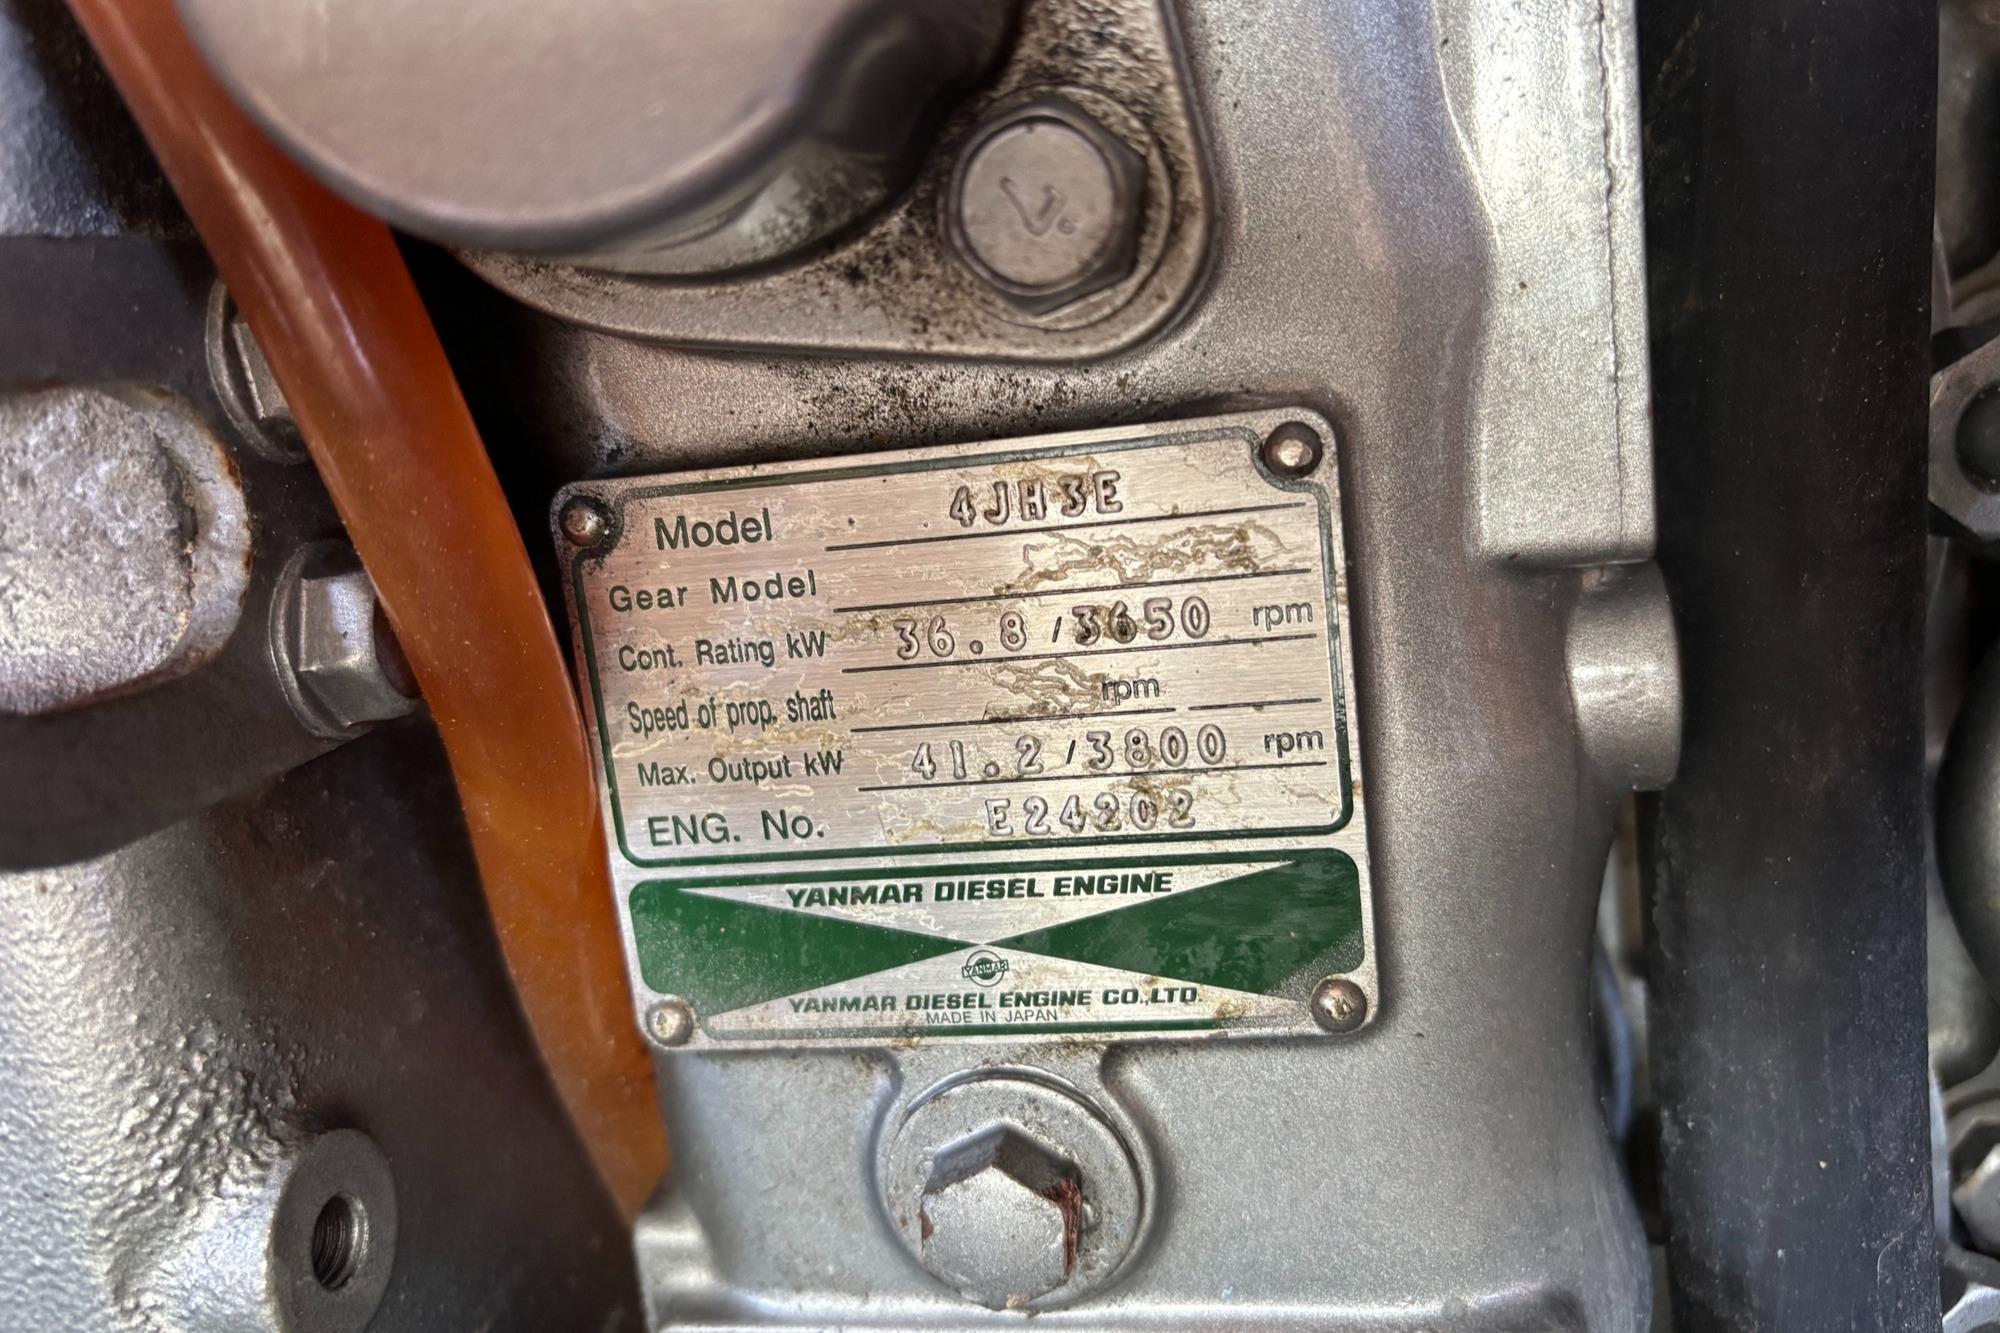 V.
Model 4JH3E
Gear Model
Cont. Rating kW 36.8 / 3650 rpm
Speed of prop. shaft rpm
Max. Output kW 41.2 / 3800 rpm
ENG. No. E24202
YANMAR DIESEL ENGINE
YANMAR
YANMAR DIESEL ENGINE CO.,LTD.
MADE IN JAPAN